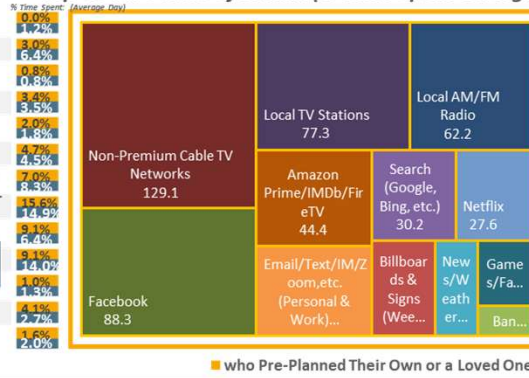 % Time Spent: (Average Day)
0.0%
1.2%
3.0%
6.4%
0.8%
0.8%
3.4%
3.5%
2.0%
1.8%
4.7%
4.5%
7.0%
8.3%
15.6%
14.9%
9.1%
6.4%
9.1%
14.0%
1.0%
1.3%
4.1%
2.7%
1.6%
2.0%
Non-Premium Cable TV
Networks
129.1
Facebook
88.3
Local TV Stations
77.3
Local AM/FM
Radio
62.2
Amazon
Prime/IMDb/Fir
eTV
44.4
Search
(Google,
Bing, etc.)
30.2
Netflix
27.6
Email/Text/IM/Z
oom,etc.
(Personal &
Work)...
Billboar
ds &
Signs
(Wee...
New
s/W
eath
er...
Game
s/Fa...
Ban...
who Pre-Planned Their Own or a Loved One